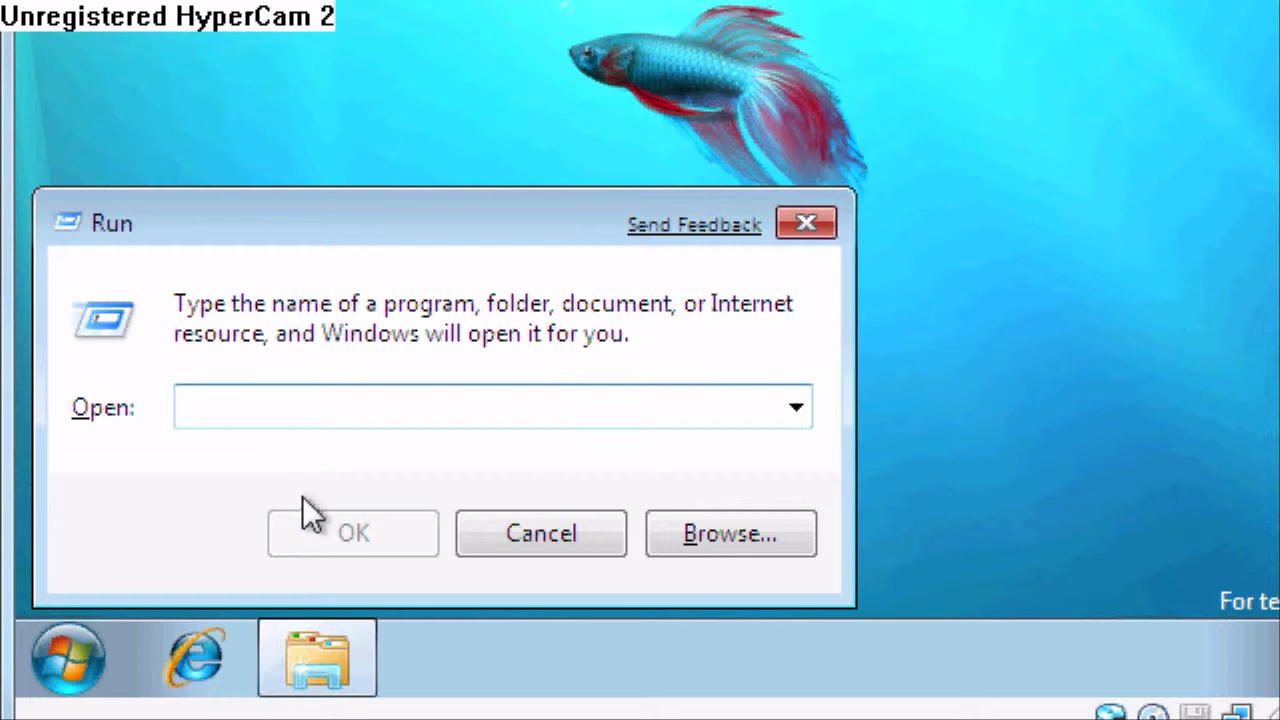 Unregistered HyperCam 2
Run
Send Feedback
Type the name of a program, folder, document, or Internet
resource, and Windows will open it for you.
Open:
OK
Cancel
Browse...
For te